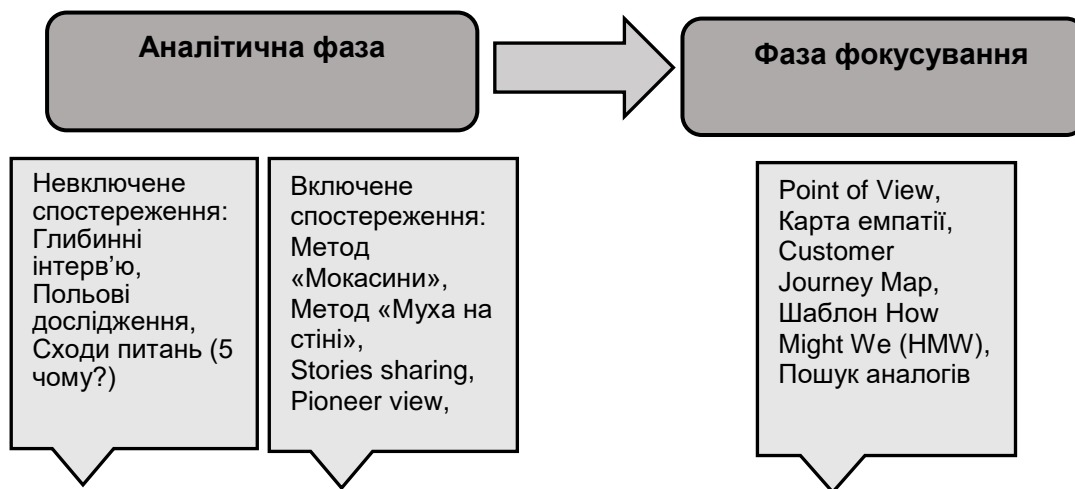 Аналітична фаза
Фаза фокусування
Невключене
спостереження:
Глибинні
інтерв’ю,
Польові
дослідження,
Сходи питань (5
чому?)
Включене
спостереження:
Метод
«Мокасини»,
Метод «Муха на
стіні»,
Stories sharing,
Pioneer view,
Point of View,
Карта емпатії,
Customer
Journey Map,
Шаблон How
Might We (HMW),
Пошук аналогів